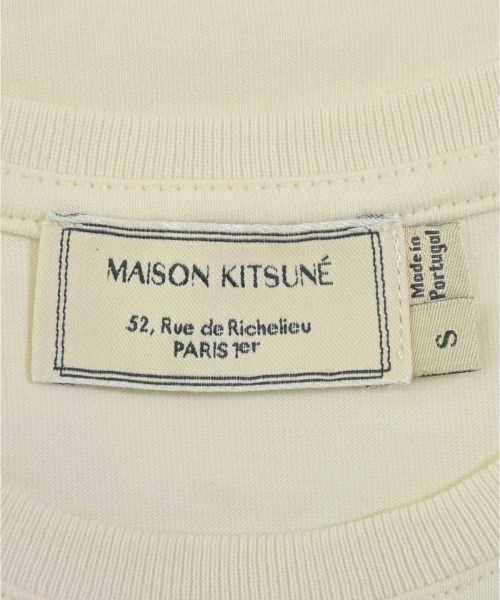 MAISON KITSUNÉ
52, Rue de Richelieu
PARIS 1er
Made in
Portugal
S